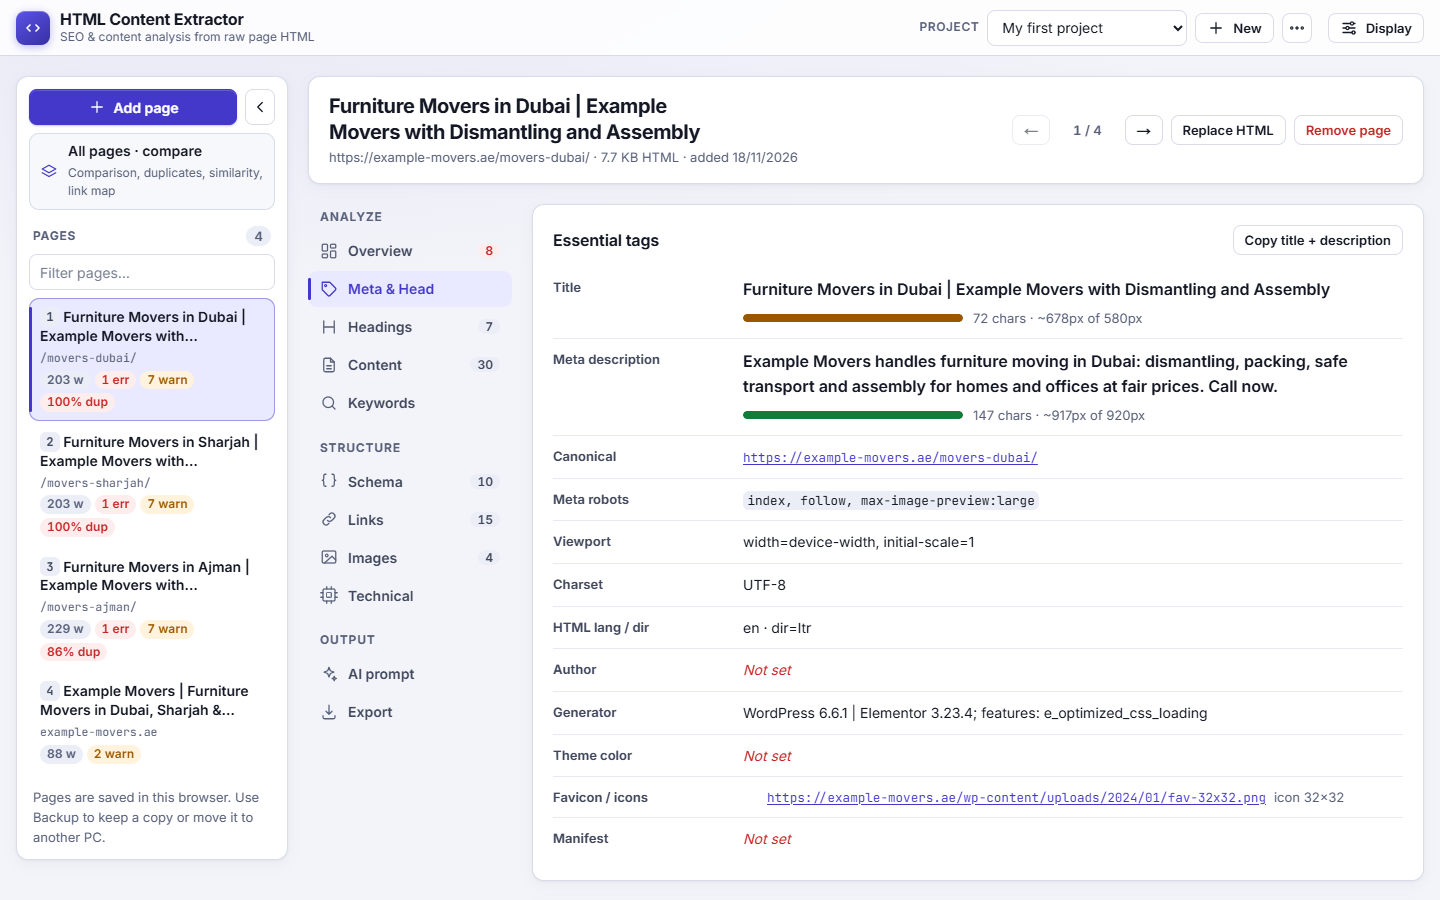 HTML Content Extractor
SEO & content analysis from raw page HTML
PROJECT
My first project
New
Display
Add page
All pages · compare
Comparison, duplicates, similarity,
link map
PAGES
4
Filter pages...
1 Furniture Movers in Dubai |
Example Movers with...
/movers-dubai/
203 w 1 err 7 warn
100% dup
2 Furniture Movers in Sharjah |
Example Movers with...
/movers-sharjah/
203 w 1 err 7 warn
100% dup
3 Furniture Movers in Ajman |
Example Movers with...
/movers-ajman/
229 w 1 err 7 warn
86% dup
4 Example Movers | Furniture
Movers in Dubai, Sharjah &...
example-movers.ae
88 w 2 warn
Pages are saved in this browser. Use
Backup to keep a copy or move it to
another PC.
Furniture Movers in Dubai | Example
Movers with Dismantling and Assembly
https://example-movers.ae/movers-dubai/ · 7.7 KB HTML · added 18/11/2026
← 1 / 4 → Replace HTML Remove page
ANALYZE
Overview 8
Meta & Head
Headings 7
Content 30
Keywords
STRUCTURE
Schema 10
Links 15
Images 4
Technical
OUTPUT
AI prompt
Export
Essential tags
Copy title + description
Title
Furniture Movers in Dubai | Example Movers with Dismantling and Assembly
72 chars · ~678px of 580px
Meta description
Example Movers handles furniture moving in Dubai: dismantling, packing, safe
transport and assembly for homes and offices at fair prices. Call now.
147 chars · ~917px of 920px
Canonical
https://example-movers.ae/movers-dubai/
Meta robots
index, follow, max-image-preview:large
Viewport
width=device-width, initial-scale=1
Charset
UTF-8
HTML lang / dir
en · dir=ltr
Author
Not set
Generator
WordPress 6.6.1 | Elementor 3.23.4; features: e_optimized_css_loading
Theme color
Not set
Favicon / icons
https://example-movers.ae/wp-content/uploads/2024/01/fav-32x32.png icon 32×32
Manifest
Not set